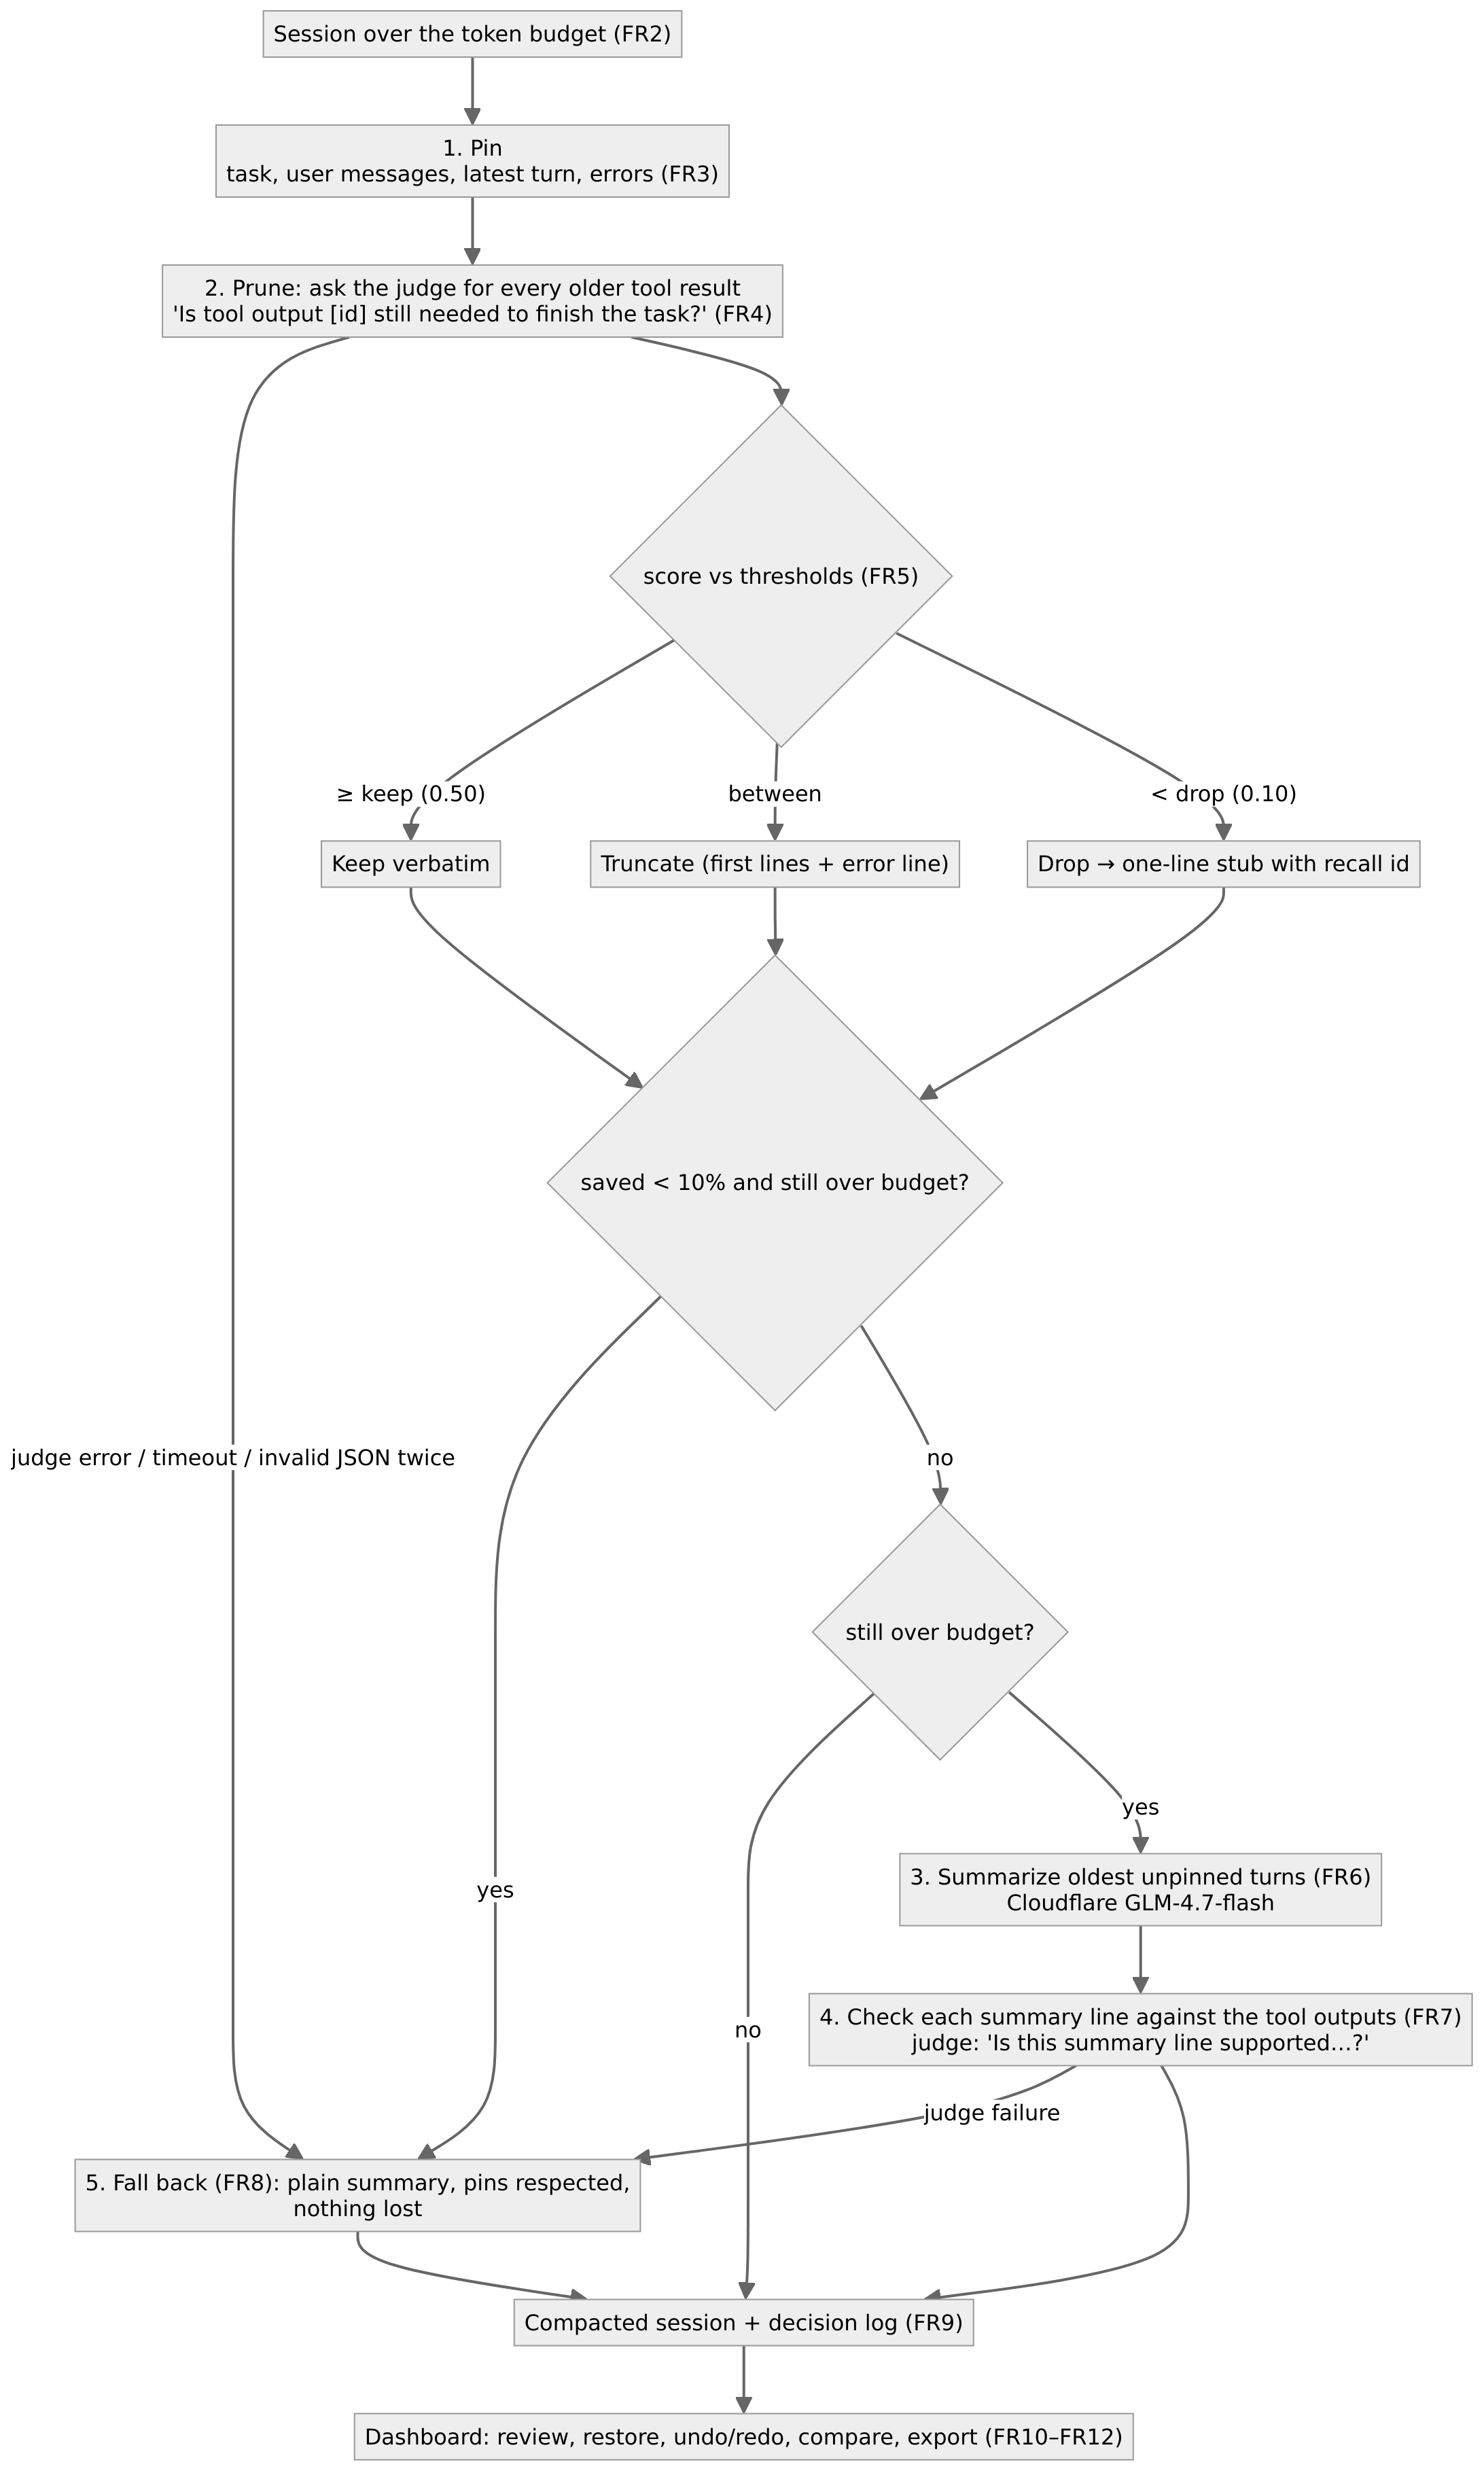 Session over the token budget (FR2)
1. Pin
task, user messages, latest turn, errors (FR3)
2. Prune: ask the judge for every older tool result
'Is tool output [id] still needed to finish the task?' (FR4)
score vs thresholds (FR5)
≥ keep (0.50)
between
< drop (0.10)
Keep verbatim
Truncate (first lines + error line)
Drop → one-line stub with recall id
saved < 10% and still over budget?
judge error / timeout / invalid JSON twice
no
still over budget?
yes
3. Summarize oldest unpinned turns (FR6)
Cloudflare GLM-4.7-flash
yes
no
4. Check each summary line against the tool outputs (FR7)
judge: 'Is this summary line supported…?'
judge failure
5. Fall back (FR8): plain summary, pins respected,
nothing lost
Compacted session + decision log (FR9)
Dashboard: review, restore, undo/redo, compare, export (FR10–FR12)